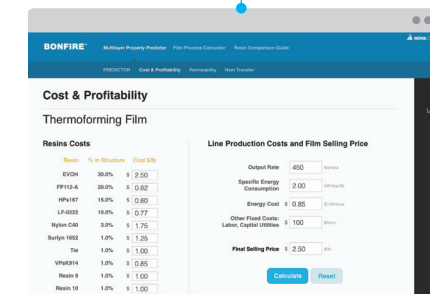 NOVA
BONFIRE Multilayer Property Predictor Film Process Calculator Resin Comparison Guide
PREDICTOR Cost & Profitability Permeability Heat Transfer
Cost & Profitability
Thermoforming Film
Resins Costs
Resin % in Structure Cost $/lb
EVOH 30.0% $ 2.50
FP112-A 20.0% $ 0.82
HPs167 15.0% $ 0.80
LF-0222 10.0% $ 0.77
Nylon C40 3.0% $ 1.75
Surlyn 1652 1.0% $ 1.25
Tie 1.0% $ 1.00
VPsK914 1.0% $ 0.85
Resin 9 1.0% $ 1.00
Resin 10 1.0% $ 1.00
Line Production Costs and Film Selling Price
Output Rate 450 lbs/hour
Specific Energy
Consumption 2.00
Energy Cost $ 0.85
Other Fixed Costs:
Labor, Capital Utilities $ 100 $/hour
Final Selling Price $ 2.50 $/lb
Calculate Reset